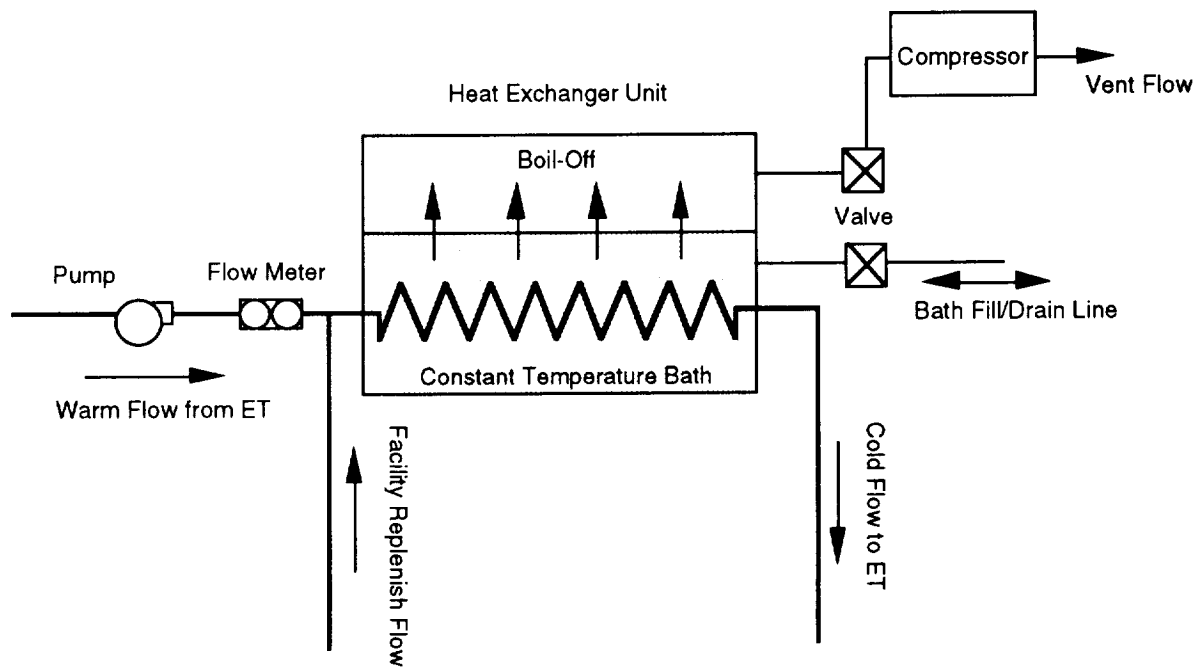 Compressor
Vent Flow
Heat Exchanger Unit
Boil-Off
Valve
Pump
Flow Meter
Bath Fill/Drain Line
Constant Temperature Bath
Warm Flow from ET
Facility Replenish Flow
Cold Flow to ET